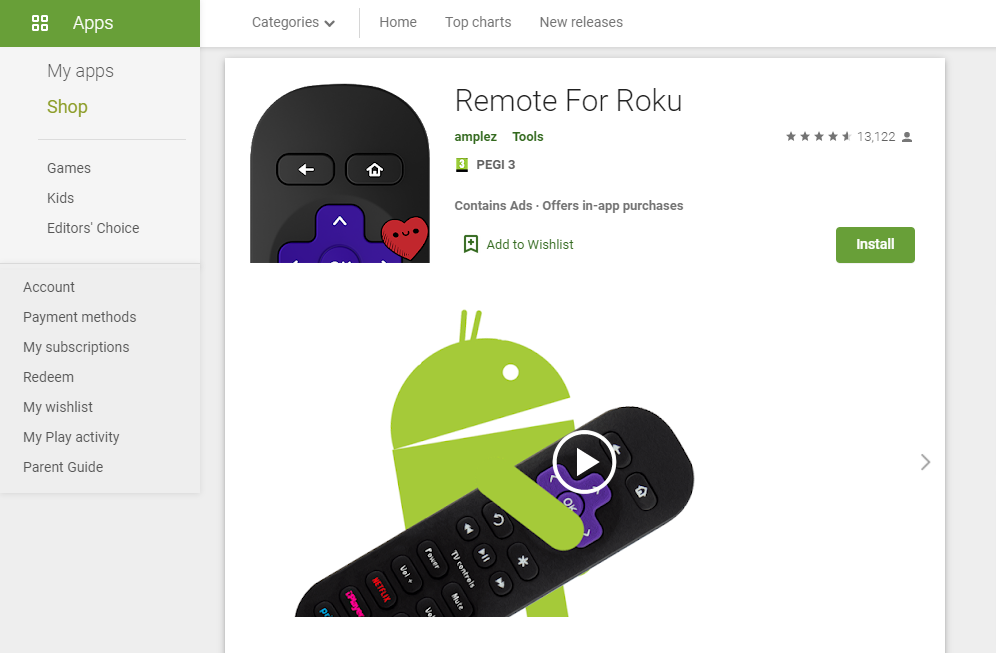 Apps
Categories
Home
Top charts
New releases
My apps
Shop
Games
Kids
Editors' Choice
Account
Payment methods
My subscriptions
Redeem
My wishlist
My Play activity
Parent Guide
Remote For Roku
amplez Tools
13,122
3 PEGI 3
Contains Ads · Offers in-app purchases
Add to Wishlist
Install
OK
Power
TV controls
Vol +
Mute
NETFLIX
iPlayer